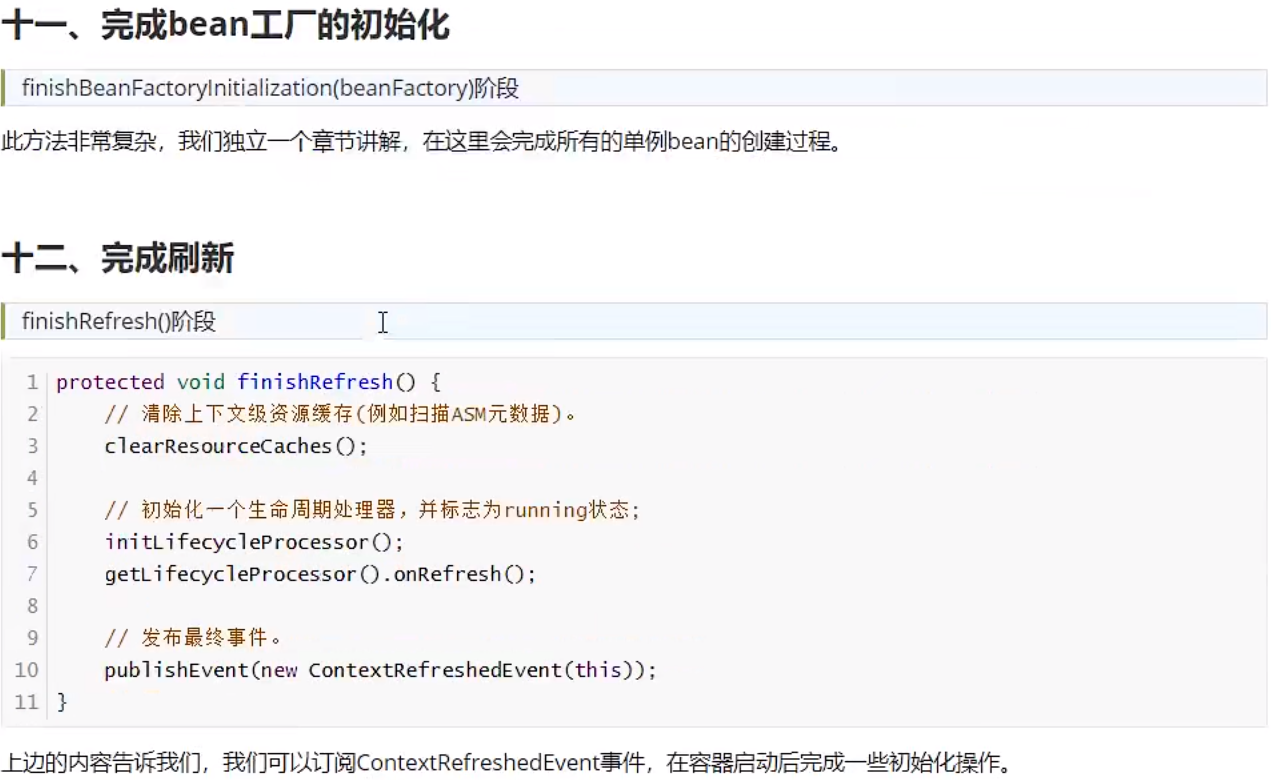 十一、完成bean工厂的初始化
finishBeanFactoryInitialization(beanFactory)阶段
此方法非常复杂，我们独立一个章节讲解，在这里会完成所有的单例bean的创建过程。
十二、完成刷新
finishRefresh()阶段
1 protected void finishRefresh() {
2     // 清除上下文级资源缓存(例如扫描ASM元数据)。
3     clearResourceCaches();
4
5     // 初始化一个生命周期处理器，并标志为running状态;
6     initLifecycleProcessor();
7     getLifecycleProcessor().onRefresh();
8
9     // 发布最终事件。
10     publishEvent(new ContextRefreshedEvent(this));
11 }
上边的内容告诉我们，我们可以订阅ContextRefreshedEvent事件，在容器启动后完成一些初始化操作。